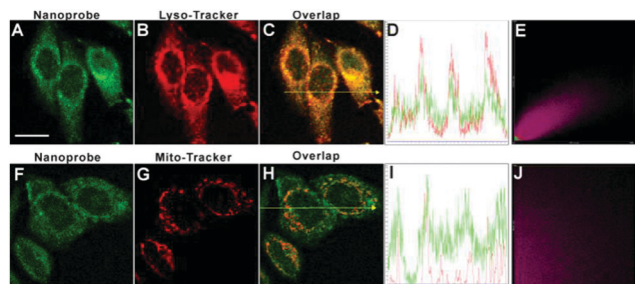 Nanoprobe Lyso-Tracker Overlap
A B C D E
Nanoprobe Mito-Tracker Overlap
F G H I J